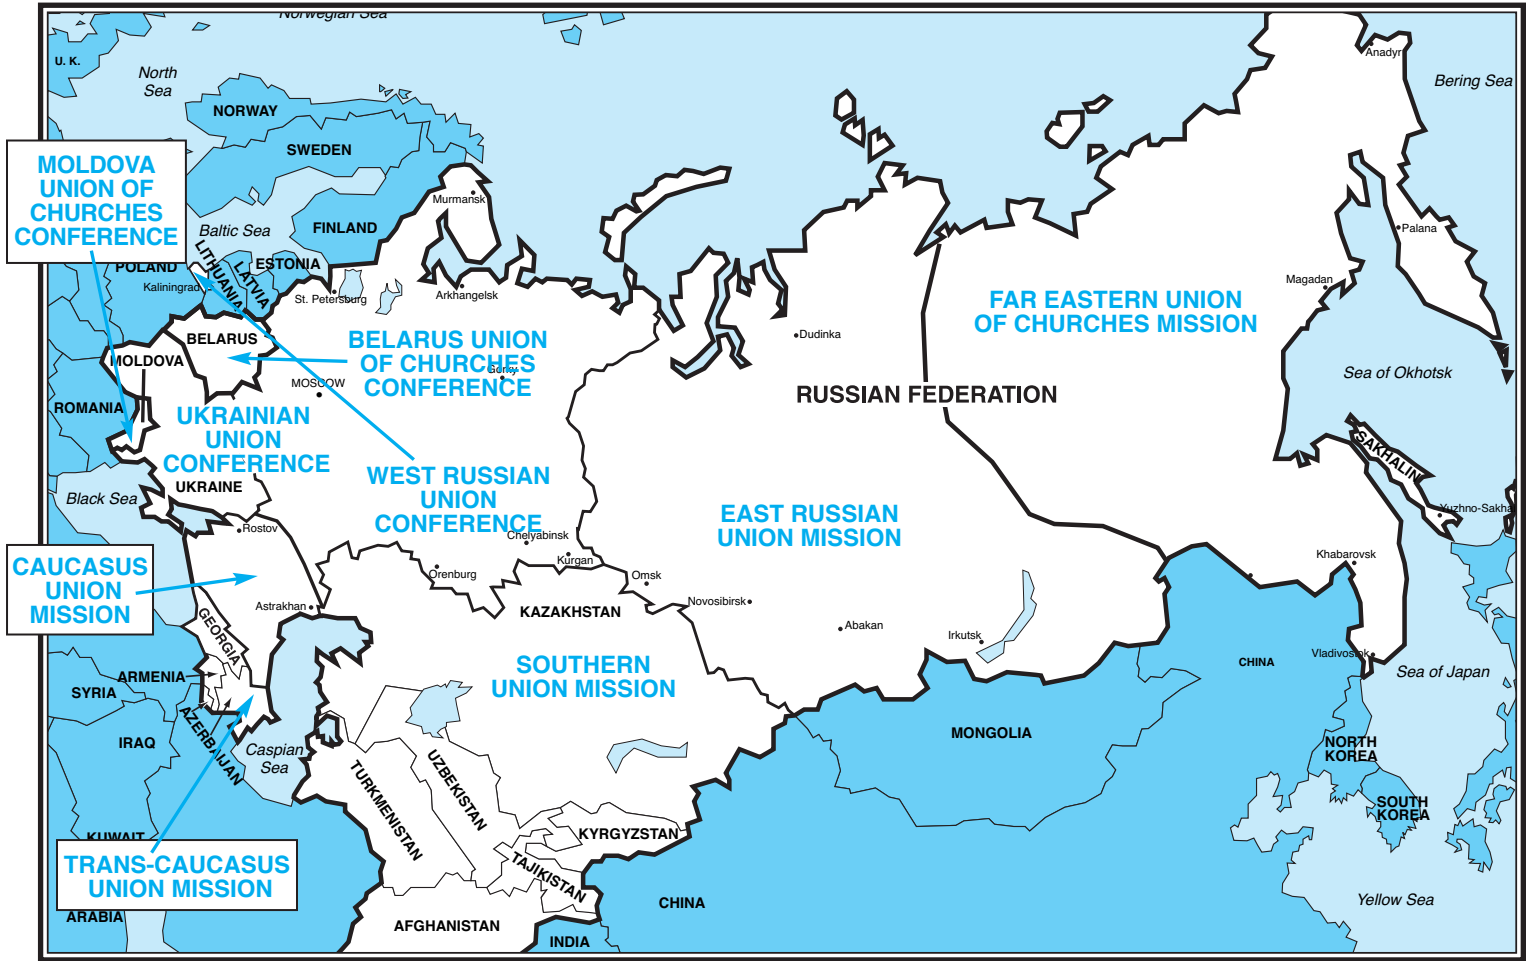 Norwegian Sea
U. K.
North
Sea
NORWAY
SWEDEN
FINLAND
Baltic Sea
MOLDOVA
UNION OF
CHURCHES
CONFERENCE
POLAND
LITHUANIA
LATVIA
ESTONIA
Kaliningrad
St. Petersburg
Murmansk
Arkhangelsk
Anadyr
Bering Sea
Palana
Magadan
FAR EASTERN UNION
OF CHURCHES MISSION
Dudinka
BELARUS
BELARUS UNION
OF CHURCHES
CONFERENCE
Gorky
MOLDOVA
MOSCOW
RUSSIAN FEDERATION
Sea of Okhotsk
ROMANIA
UKRAINIAN
UNION
CONFERENCE
UKRAINE
WEST RUSSIAN
UNION
CONFERENCE
SAKHALIN
Black Sea
Yuzhno-Sakha
EAST RUSSIAN
UNION MISSION
Rostov
Chelyabinsk
Kurgan
Orenburg
Omsk
Khabarovsk
CAUCASUS
UNION
MISSION
Astrakhan
KAZAKHSTAN
Novosibirsk
Abakan
Irkutsk
GEORGIA
SOUTHERN
UNION MISSION
CHINA
Vladivostok
Sea of Japan
ARMENIA
SYRIA
AZERBAIJAN
IRAQ
Caspian
Sea
MONGOLIA
NORTH
KOREA
TURKMENISTAN
UZBEKISTAN
SOUTH
KOREA
KUWAIT
KYRGYZSTAN
TRANS-CAUCASUS
UNION MISSION
TAJIKISTAN
ARABIA
AFGHANISTAN
CHINA
Yellow Sea
INDIA